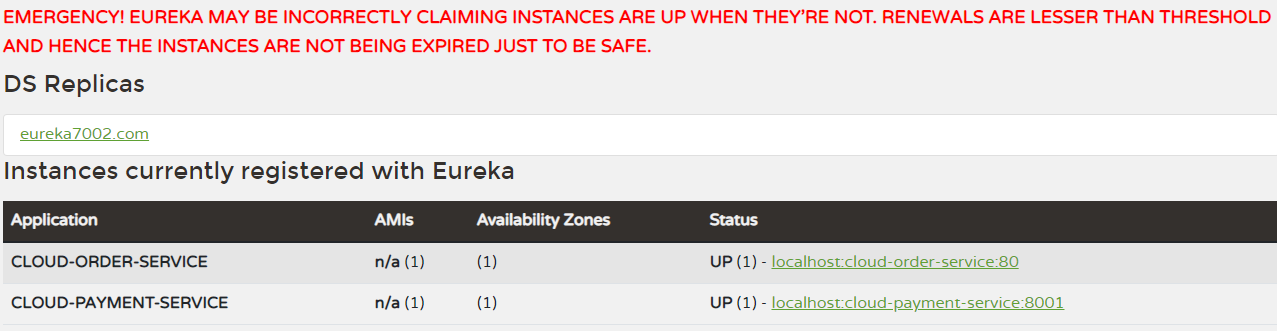 EMERGENCY! EUREKA MAY BE INCORRECTLY CLAIMING INSTANCES ARE UP WHEN THEY’RE NOT. RENEWALS ARE LESSER THAN THRESHOLD
AND HENCE THE INSTANCES ARE NOT BEING EXPIRED JUST TO BE SAFE.
DS Replicas
eureka7002.com
Instances currently registered with Eureka
Application AMIs Availability Zones Status
CLOUD-ORDER-SERVICE n/a (1) (1) UP (1) - localhost:cloud-order-service:80
CLOUD-PAYMENT-SERVICE n/a (1) (1) UP (1) - localhost:cloud-payment-service:8001